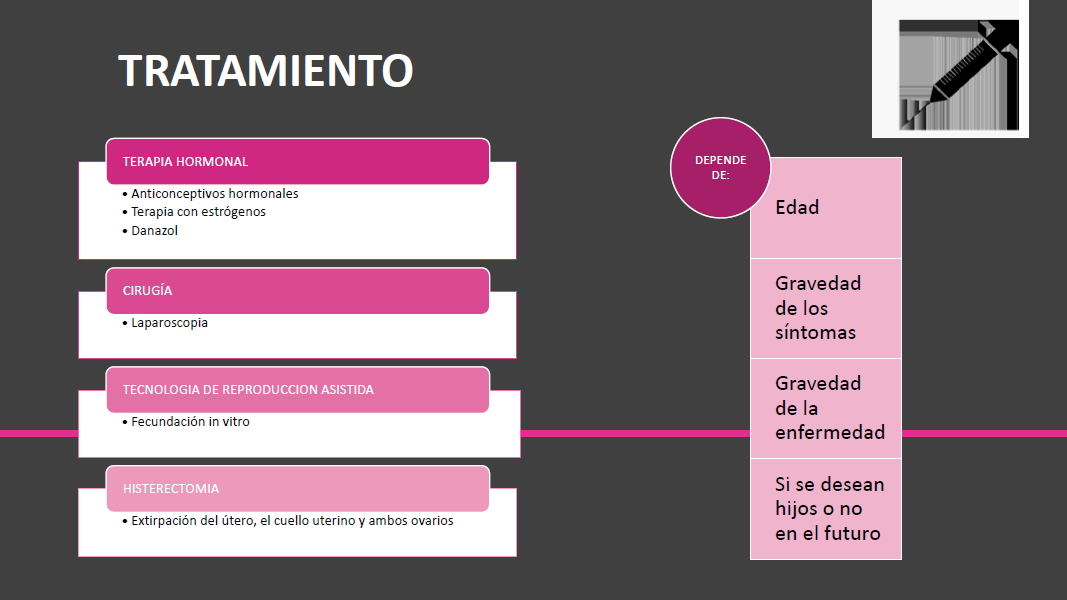 TRATAMIENTO
TERAPIA HORMONAL
• Anticonceptivos hormonales
• Terapia con estrógenos
• Danazol
CIRUGÍA
• Laparoscopia
TECNOLOGIA DE REPRODUCCION ASISTIDA
• Fecundación in vitro
HISTERECTOMIA
• Extirpación del útero, el cuello uterino y ambos ovarios
DEPENDE
DE:
Edad
Gravedad
de los
síntomas
Gravedad
de la
enfermedad
Si se desean
hijos o no
en el futuro